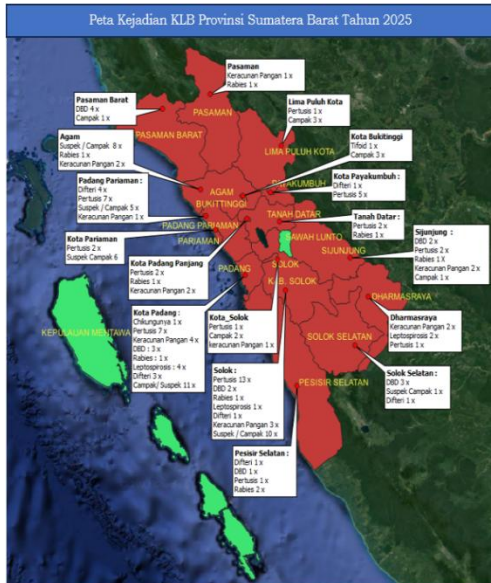 Peta Kejadian KLB Provinsi Sumatera Barat Tahun 2025
Pasaman
Keracunan Pangan 1 x
Rabies 1 x
Pasaman Barat
DBD 4 x
Campak 1 x
Lima Puluh Kota
Pertusis 1 x
Campak 3 x
Agam
Suspek / Campak 8 x
Rabies 1 x
Keracunan Pangan 2 x
Kota Bukitinggi
Tifoid 1 x
Campak 3 x
Padang Pariaman :
Difteri 4 x
Pertusis 7 x
Suspek / Campak 5 x
Keracunan Pangan 1 x
Kota Payakumbuh :
Difteri 1 x
Pertusis 5 x
Kota Pariaman
Pertusis 2 x
Suspek Campak 6
Tanah Datar :
Pertusis 2 x
Rabies 1 x
Kota Padang Panjang
Pertusis 2 x
Rabies 1 x
Keracunan Pangan 2 x
Sijunjung :
DBD 2 x
Pertusis 2 x
Rabies 1X
Keracunan Pangan 2 x
Campak 1 x
Kota Padang :
Chikungunya 1 x
Pertusis 7 x
Keracunan Pangan 4 x
DBD : 3 x
Rabies : 1 x
Leptospirosis : 4 x
Difteri 3 x
Campak/ Suspek 11 x
Kota_Solok
Pertusis 1 x
Campak 2 x
keracunan Pangan 1 x
Dharmasraya
Keracunan Pangan 2 x
Leptospirosis 2 x
Pertusis 1 x
Solok :
Pertusis 13 x
DBD 2 x
Rabies 1 x
Leptospirosis 1 x
Difteri 1 x
Keracunan Pangan 3 x
Suspek / Campak 10 x
Solok Selatan :
DBD 3 x
Suspek Campak 1 x
Difteri 1 x
Pesisir Selatan :
Difteri 1 x
DBD 1 x
Pertusis 1 x
Rabies 2 x
PASAMAN
PASAMAN BARAT
LIMA PULUH KOTA
AGAM
BUKITTINGGI
TANAH DATAR
PADANG PARIAMAN
PARIAMAN
SAWAH LUNTO
SIJUNJUNG
PADANG
SOLOK
KAB. SOLOK
DHARMASRAYA
KEPULAUAN MENTAWAI
SOLOK SELATAN
PESISIR SELATAN